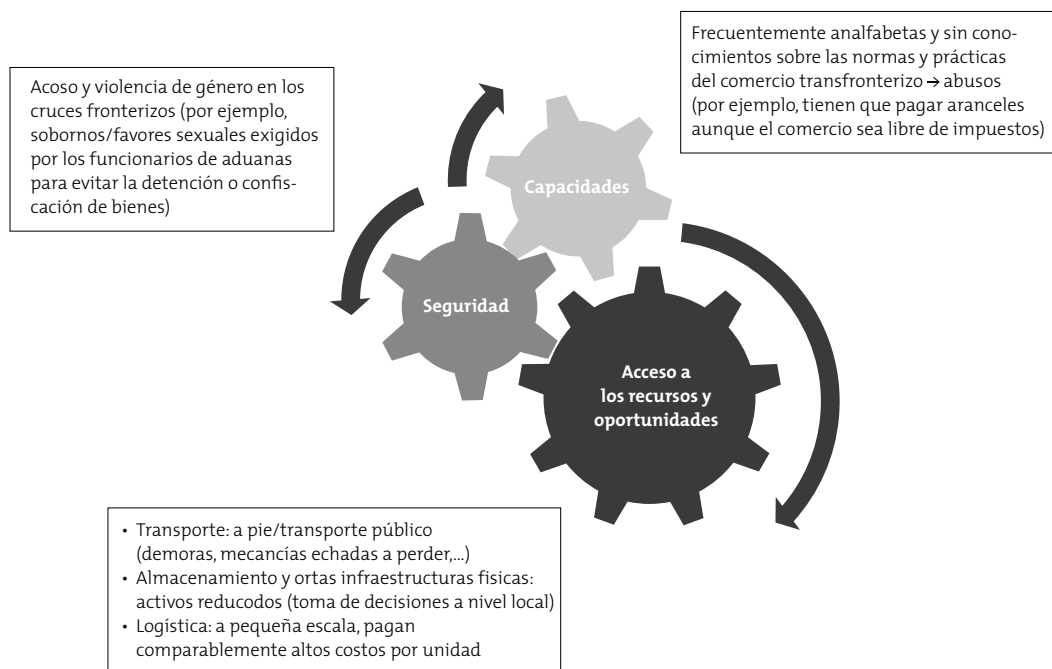 Acoso y violencia de género en los
cruces fronterizos (por ejemplo,
sobornos/favores sexuales exigidos
por los funcionarios de aduanas
para evitar la detención o confis-
cación de bienes)
Frecuentemente analfabetas y sin cono-
cimientos sobre las normas y prácticas
del comercio transfronterizo → abusos
(por ejemplo, tienen que pagar aranceles
aunque el comercio sea libre de impuestos)
Capacidades
Seguridad
Acceso a
los recursos y
oportunidades
• Transporte: a pie/transporte público
(demoras, mecancías echadas a perder,...)
• Almacenamiento y ortas infraestructuras fisicas:
activos reducodos (toma de decisiones a nivel local)
• Logística: a pequeña escala, pagan
comparablemente altos costos por unidad